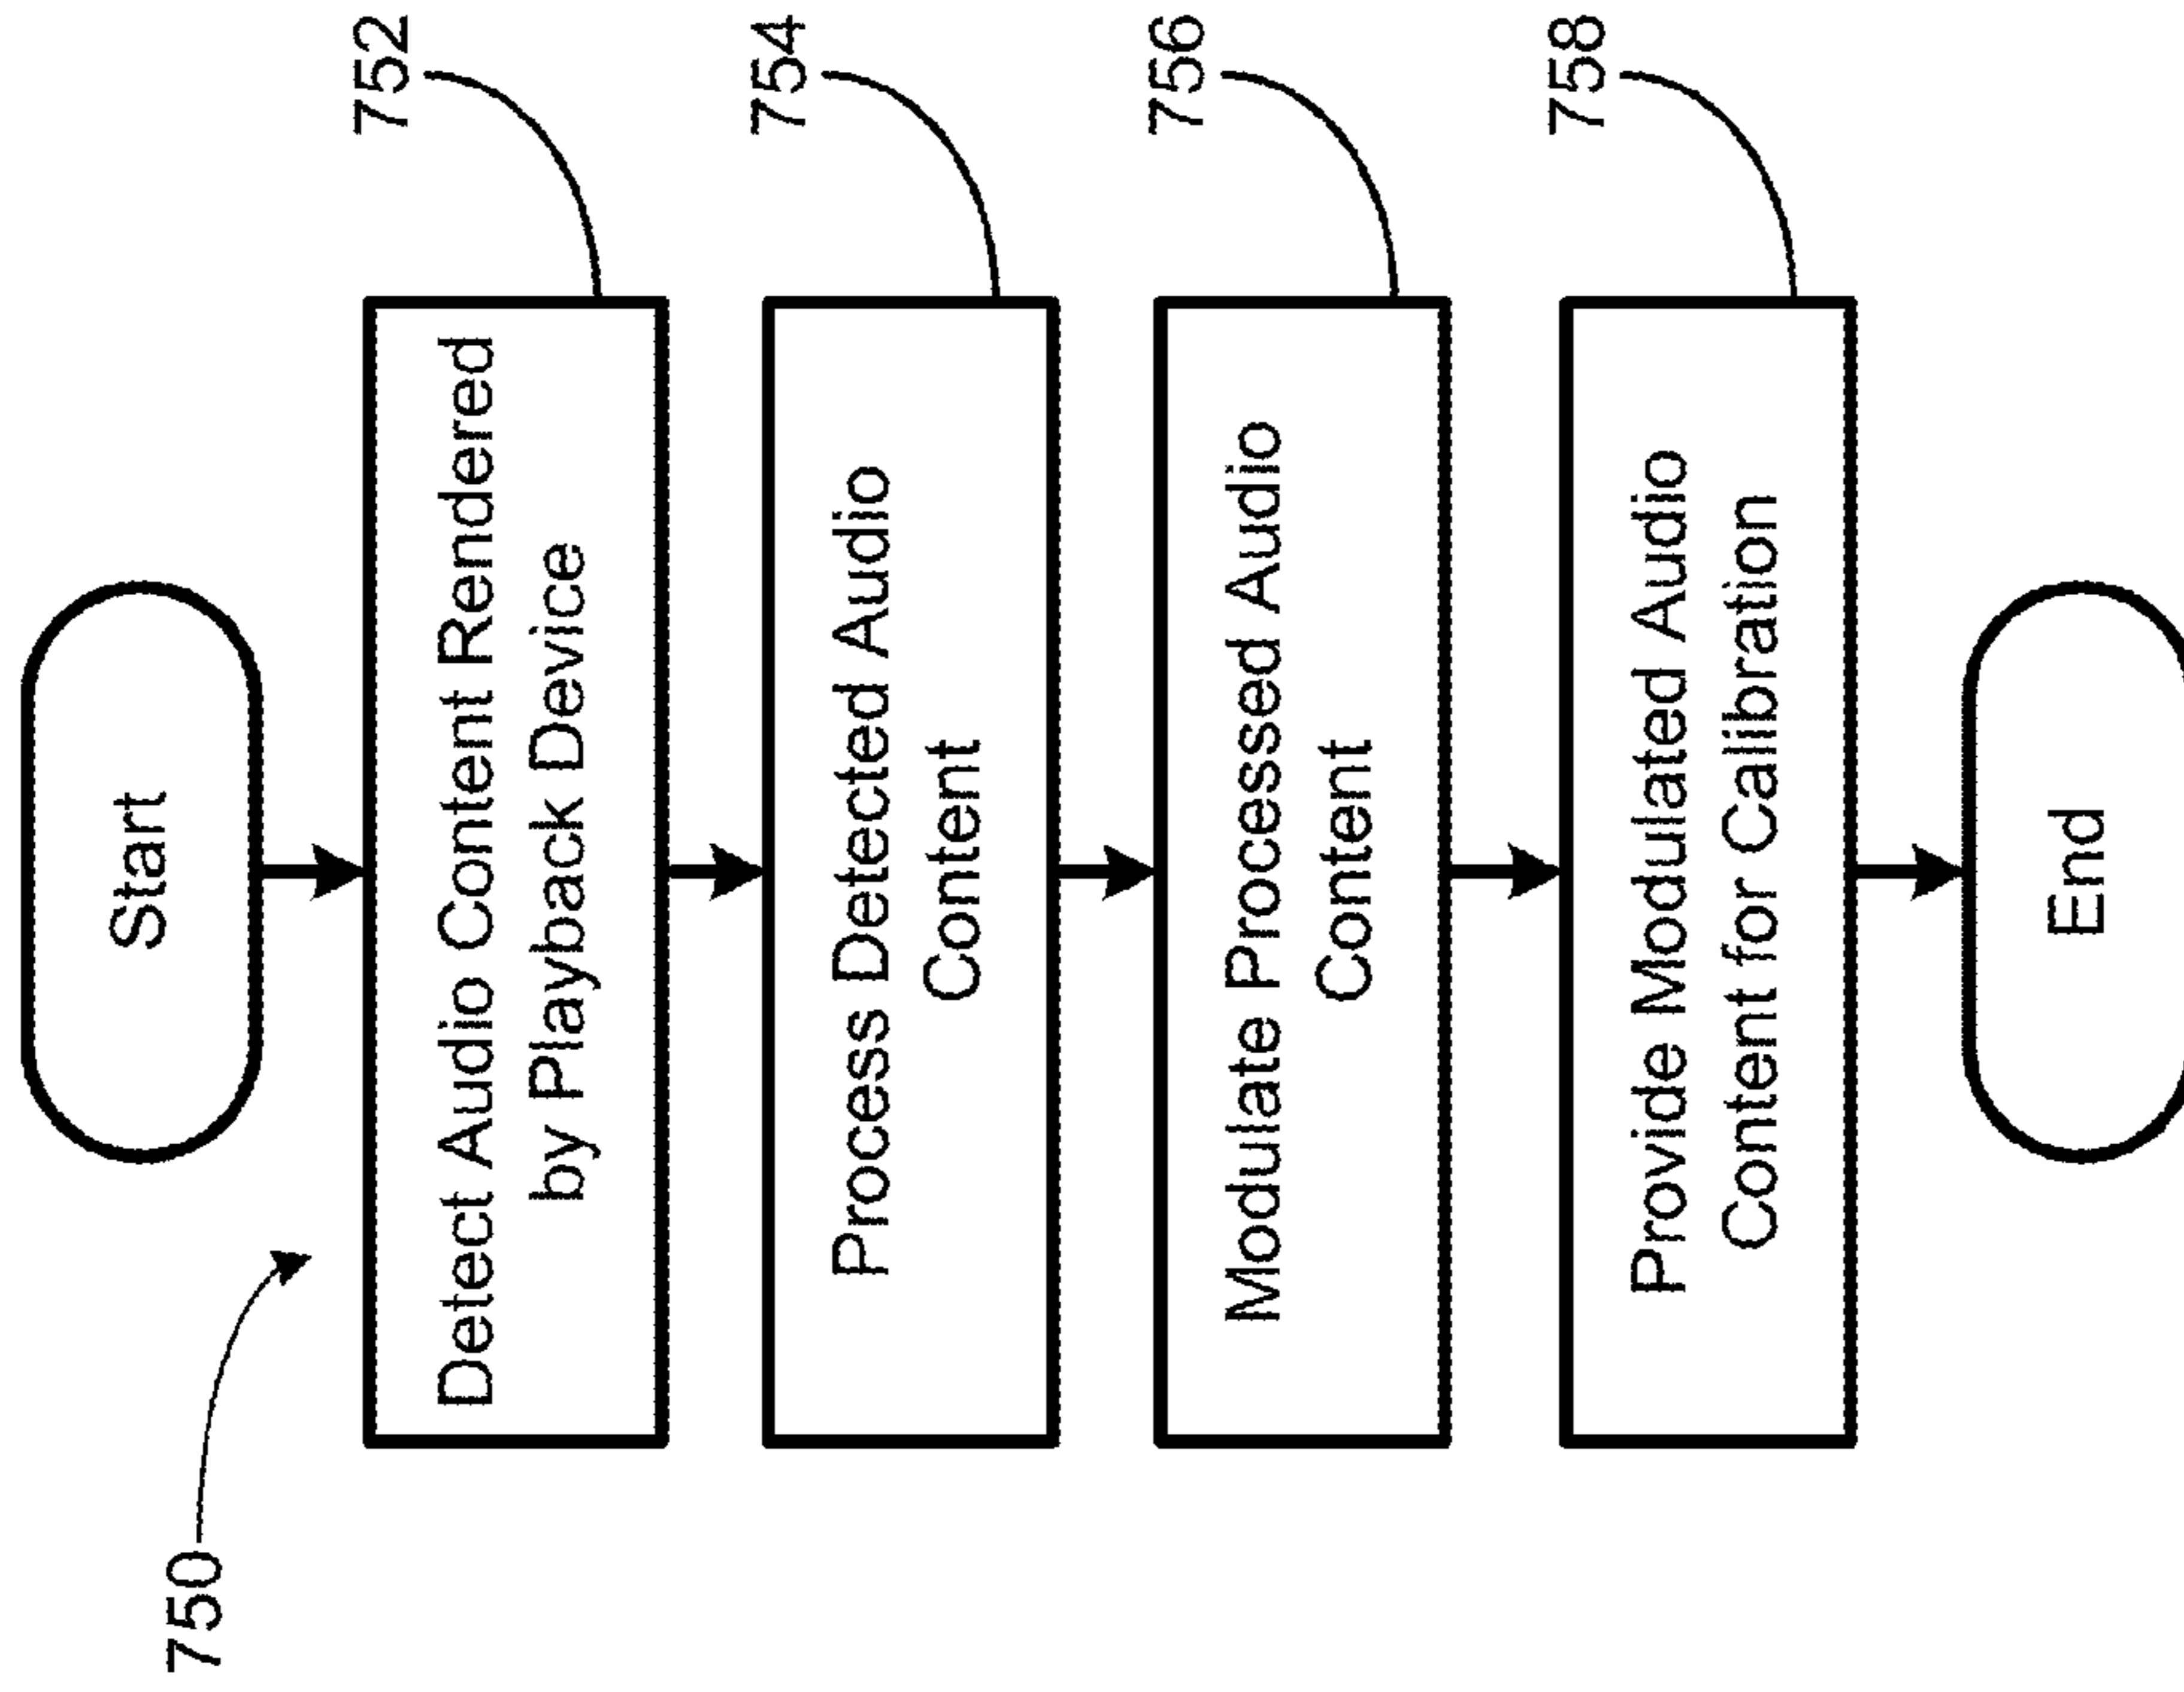 750
Start
Detect Audio Content Rendered
by Playback Device
752
Process Detected Audio
Content
754
Modulate Processed Audio
Content
756
Provide Modulated Audio
Content for Calibration
758
End